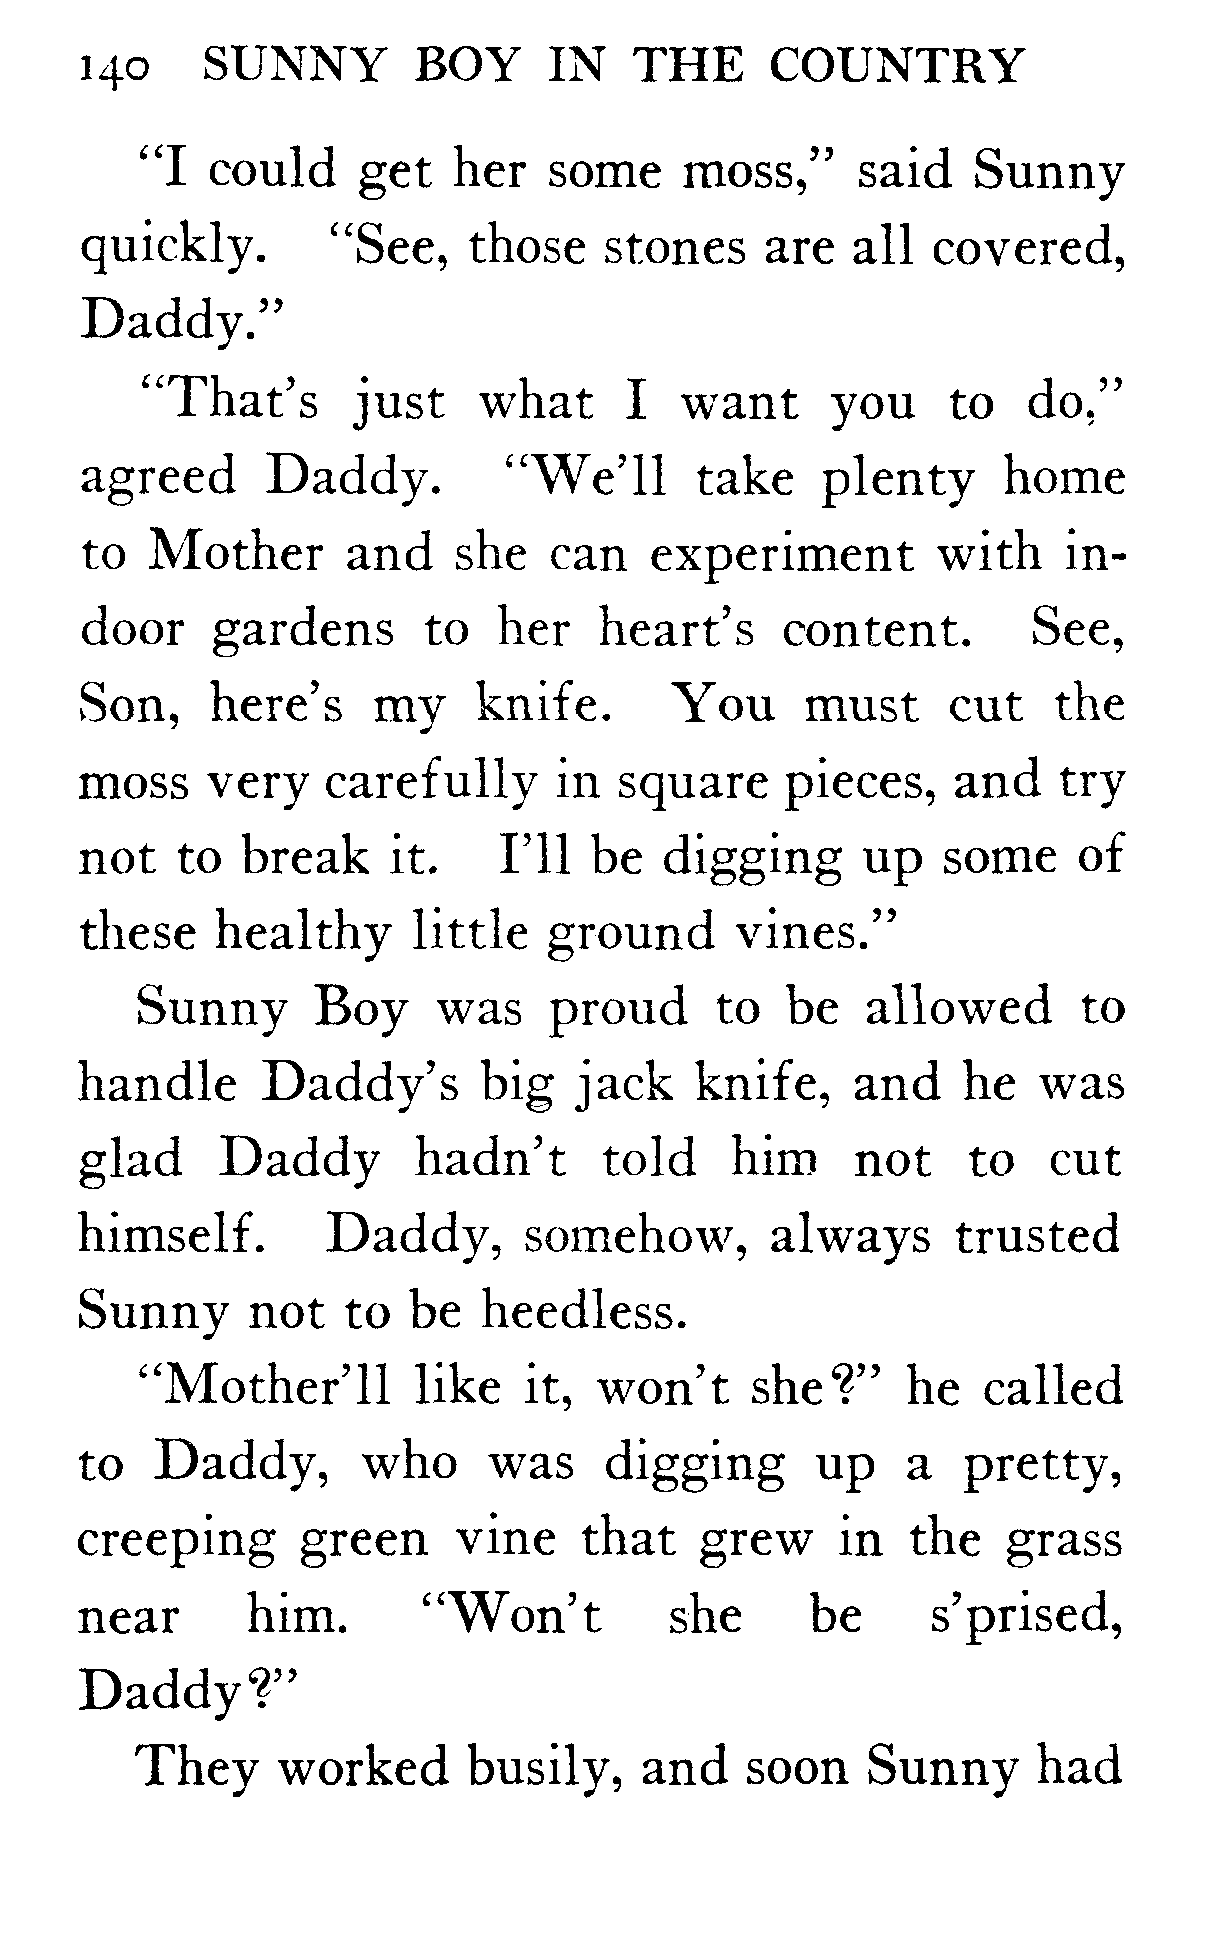 140 SUNNY BOY IN THE COUNTRY
“I could get her some moss,” said Sunny
quickly. “See, those stones are all covered,
Daddy.”
“That’s just what I want you to do,”
agreed Daddy. “We’ll take plenty home
to Mother and she can experiment with in-
door gardens to her heart’s content. See,
Son, here’s my knife. You must cut the
moss very carefully in square pieces, and try
not to break it. I’ll be digging up some of
these healthy little ground vines.”
Sunny Boy was proud to be allowed to
handle Daddy’s big jack knife, and he was
glad Daddy hadn’t told him not to cut
himself. Daddy, somehow, always trusted
Sunny not to be heedless.
“Mother’ll like it, won’t she?” he called
to Daddy, who was digging up a pretty,
creeping green vine that grew in the grass
near him. “Won’t she be s’prised,
Daddy?”
They worked busily, and soon Sunny had